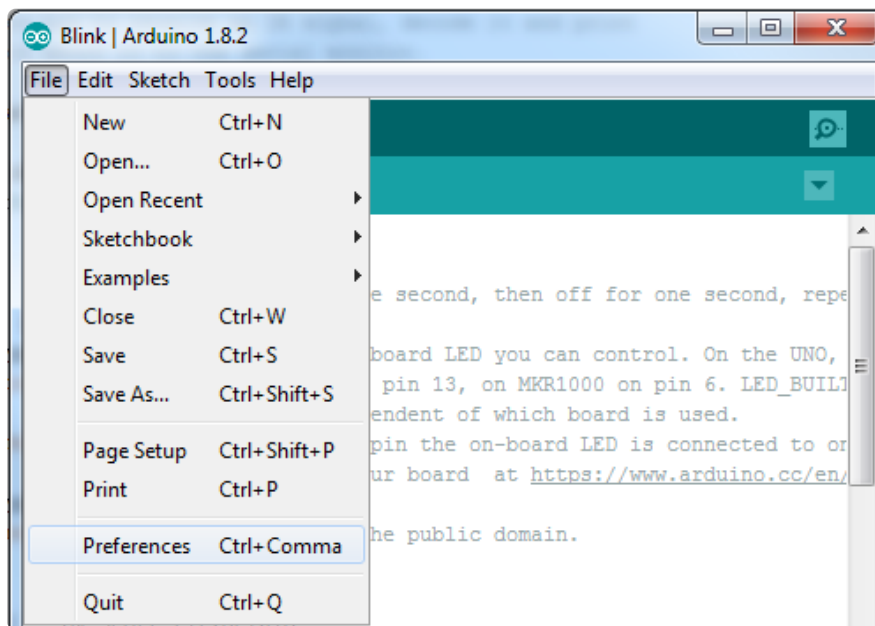 Blink | Arduino 1.8.2
File Edit Sketch Tools Help
New Ctrl+N
Open... Ctrl+O
Open Recent
Sketchbook
Examples
e second, then off for one second, repe
Close Ctrl+W
Save Ctrl+S
board LED you can control. On the UNO,
Save As... Ctrl+Shift+S
pin 13, on MKR1000 on pin 6. LED_BUILT
endent of which board is used.
Page Setup Ctrl+Shift+P
pin the on-board LED is connected to on
ur board at https://www.arduino.cc/en/
Print Ctrl+P
Preferences Ctrl+Comma
he public domain.
Quit Ctrl+Q